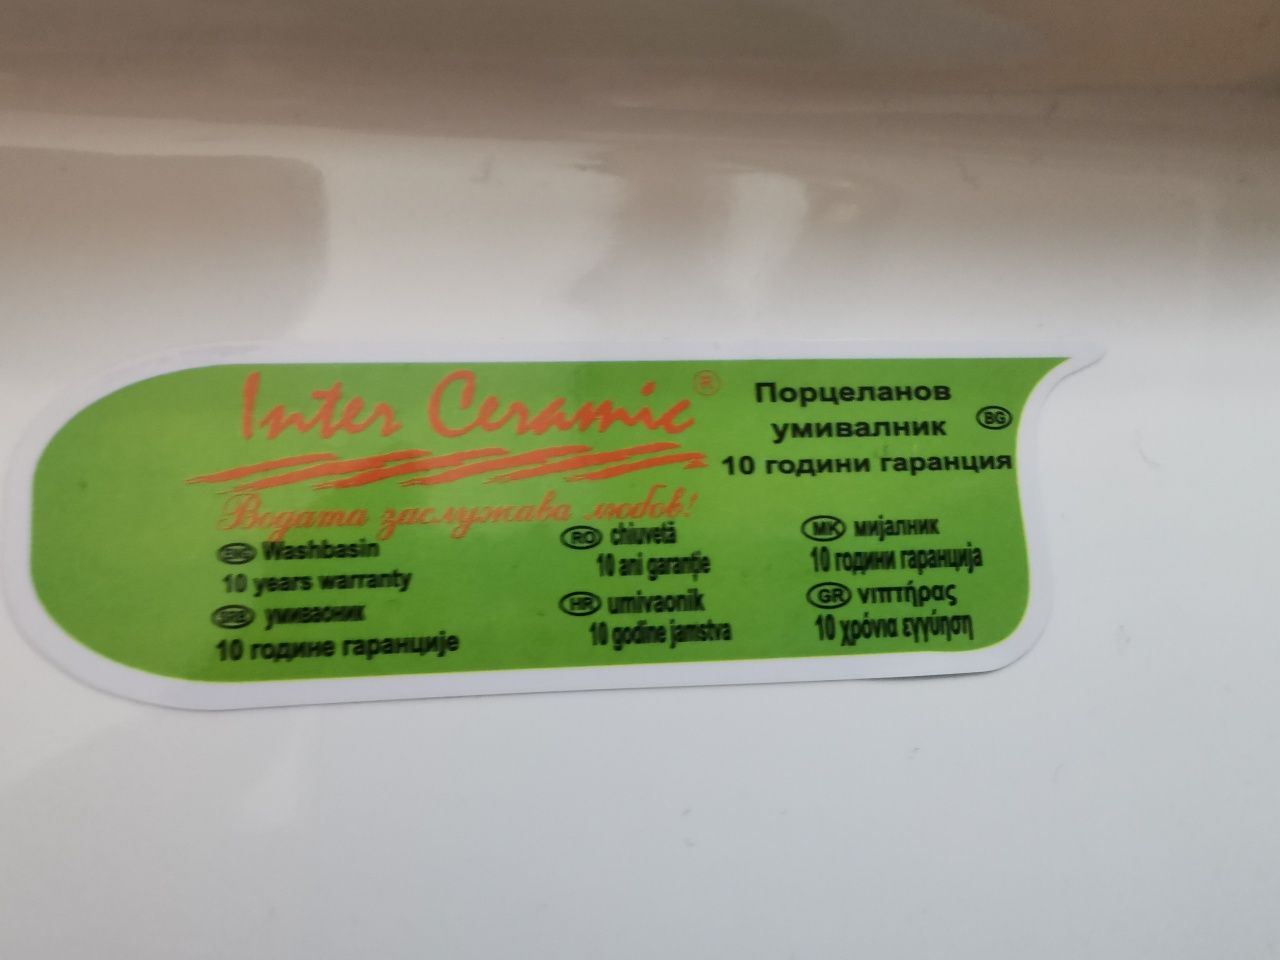 Inter Ceramic ®
Водата заслужава любов!
Порцеланов
умивалник BG
10 години гаранция
ENG Washbasin
10 years warranty
SRB умиваоник
10 године гаранције
RO chiuvetă
10 ani garanție
HR umivaonik
10 godine jamstva
MK мијалник
10 години гаранција
GR νιπτήρας
10 χρόνια εγγύηση